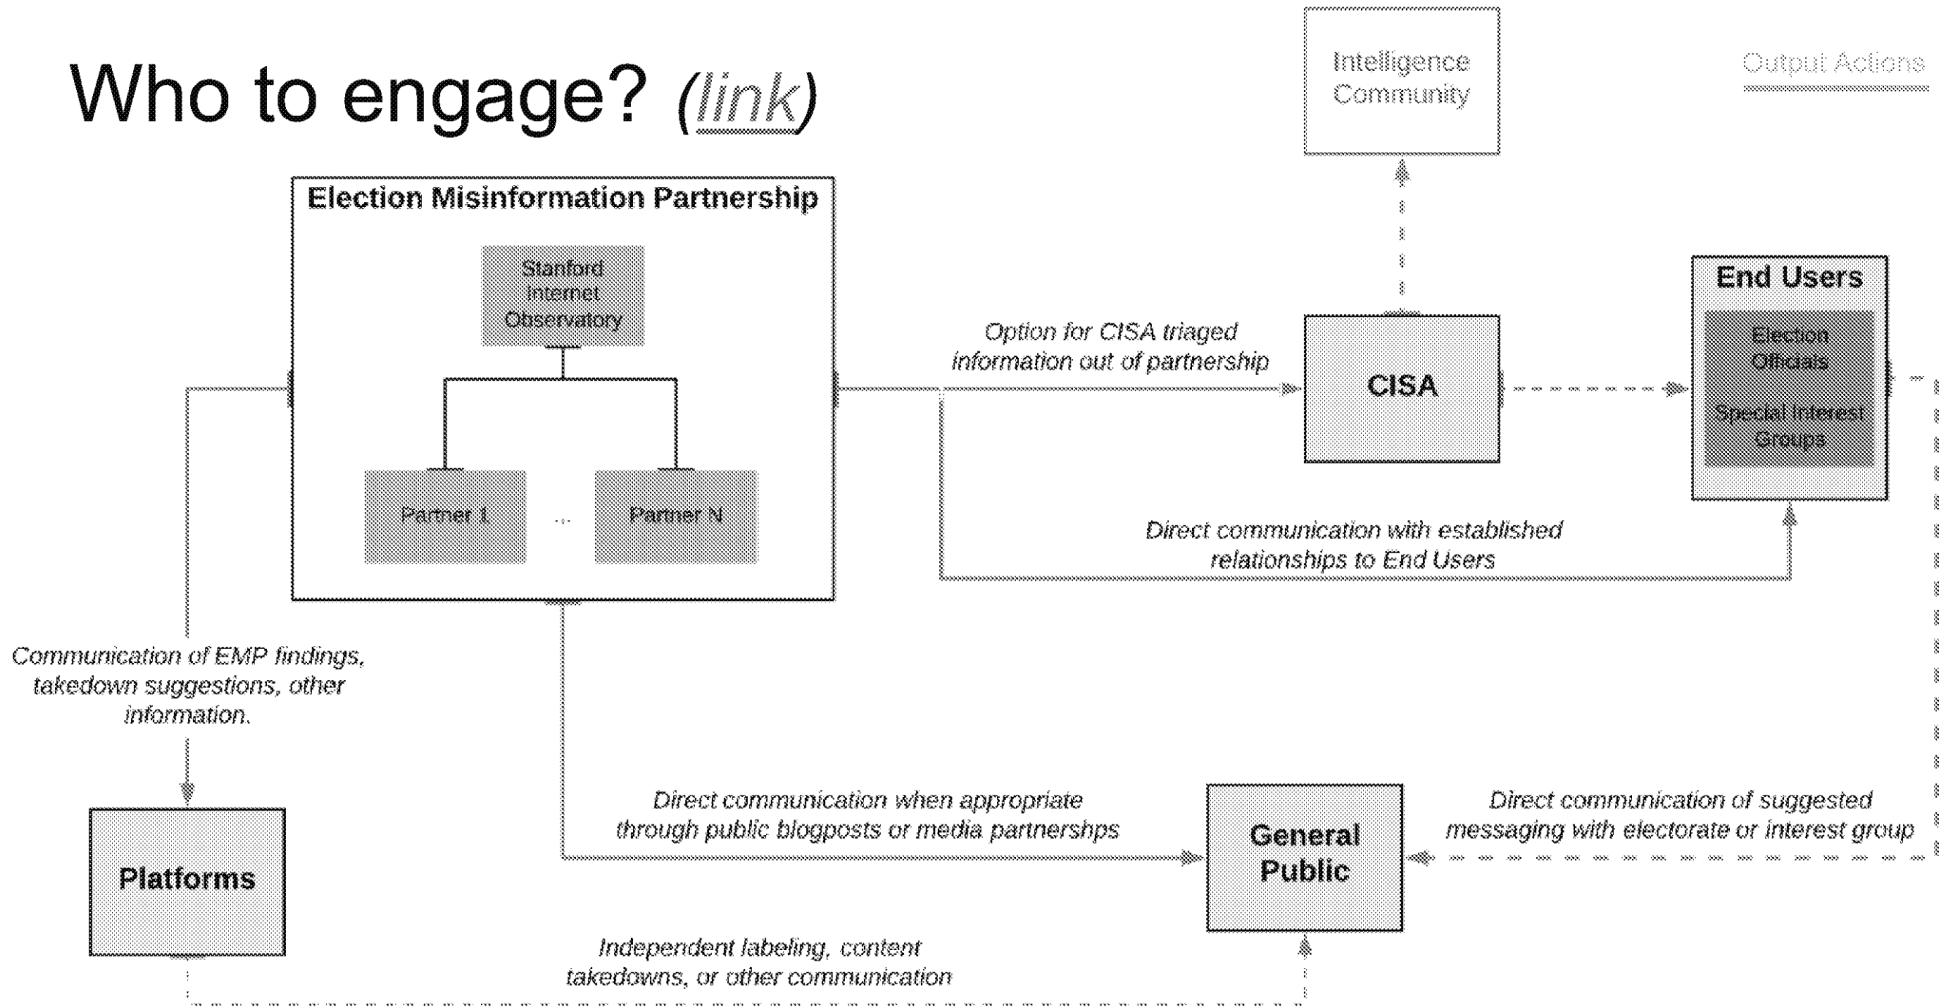 Who to engage? (link)
Intelligence
Community
Output Actions
Election Misinformation Partnership
Stanford
Internet
Observatory
Partner 1
...
Partner N
Option for CISA triaged
information out of partnership
CISA
End Users
Election
Officials
Special Interest
Groups
Direct communication with established
relationships to End Users
Communication of EMP findings,
takedown suggestions, other
information.
Platforms
Direct communication when appropriate
through public blogposts or media partnershps
General
Public
Direct communication of suggested
messaging with electorate or interest group
Independent labeling, content
takedowns, or other communication